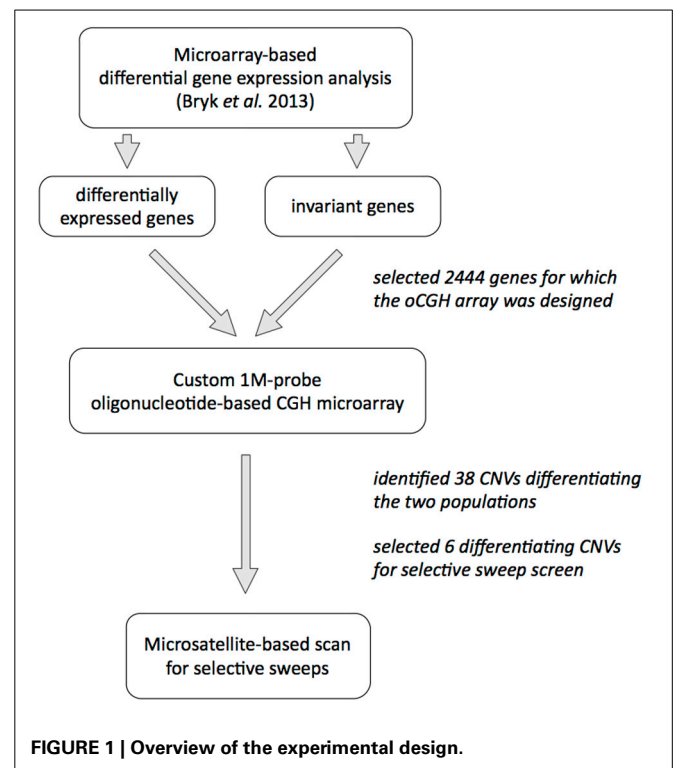 Microarray-based
differential gene expression analysis
(Bryk et al. 2013)
differentially
expressed genes
invariant genes
selected 2444 genes for which
the oCGH array was designed
Custom 1M-probe
oligonucleotide-based CGH microarray
identified 38 CNVs differentiating
the two populations
selected 6 differentiating CNVs
for selective sweep screen
Microsatellite-based scan
for selective sweeps
FIGURE 1 | Overview of the experimental design.